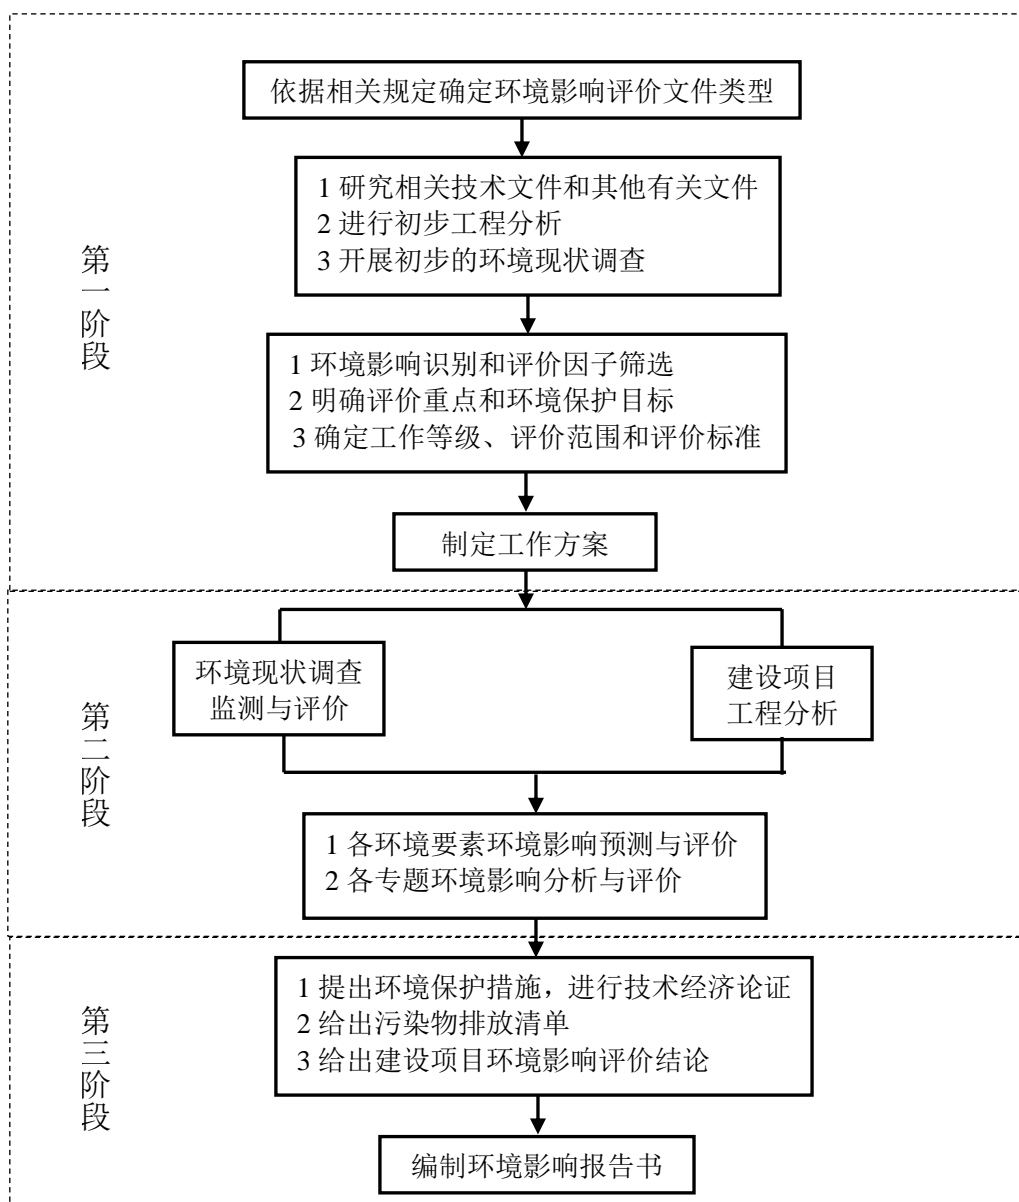 依据相关规定确定环境影响评价文件类型
第一阶段
1 研究相关技术文件和其他有关文件
2 进行初步工程分析
3 开展初步的环境现状调查
1 环境影响识别和评价因子筛选
2 明确评价重点和环境保护目标
3 确定工作等级、评价范围和评价标准
制定工作方案
第二阶段
环境现状调查
监测与评价
建设项目
工程分析
1 各环境要素环境影响预测与评价
2 各专题环境影响分析与评价
第三阶段
1 提出环境保护措施，进行技术经济论证
2 给出污染物排放清单
3 给出建设项目环境影响评价结论
编制环境影响报告书